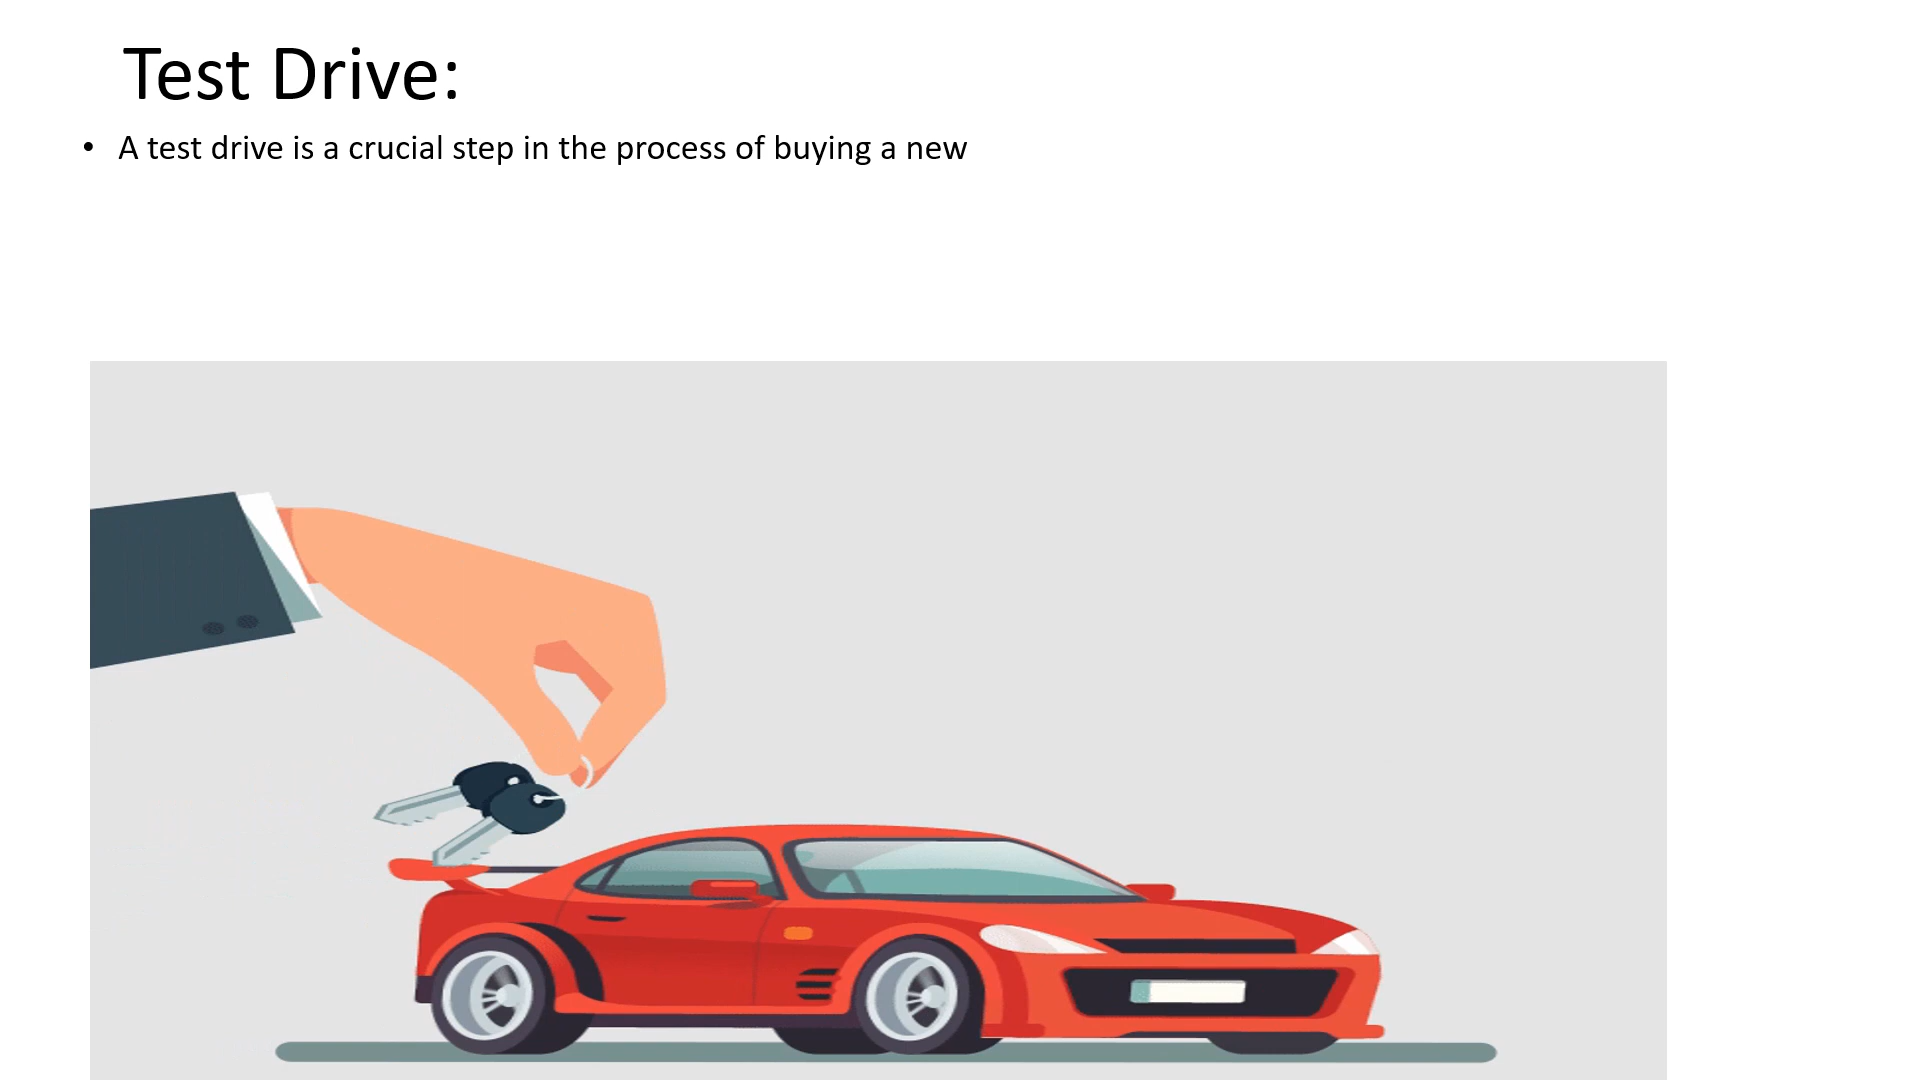 Test Drive:
• A test drive is a crucial step in the process of buying a new